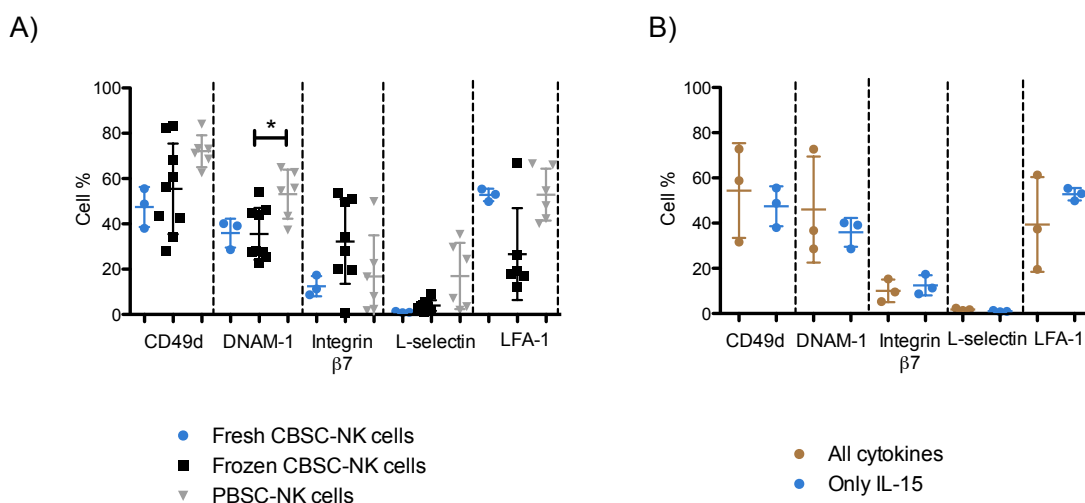 A)
B)
*
Cell %
100
80
60
40
20
0
CD49d
DNAM-1
Integrin
β7
L-selectin
LFA-1
Fresh CBSC-NK cells
Frozen CBSC-NK cells
PBSC-NK cells
Cell %
100
80
60
40
20
0
CD49d
DNAM-1
Integrin
β7
L-selectin
LFA-1
All cytokines
Only IL-15